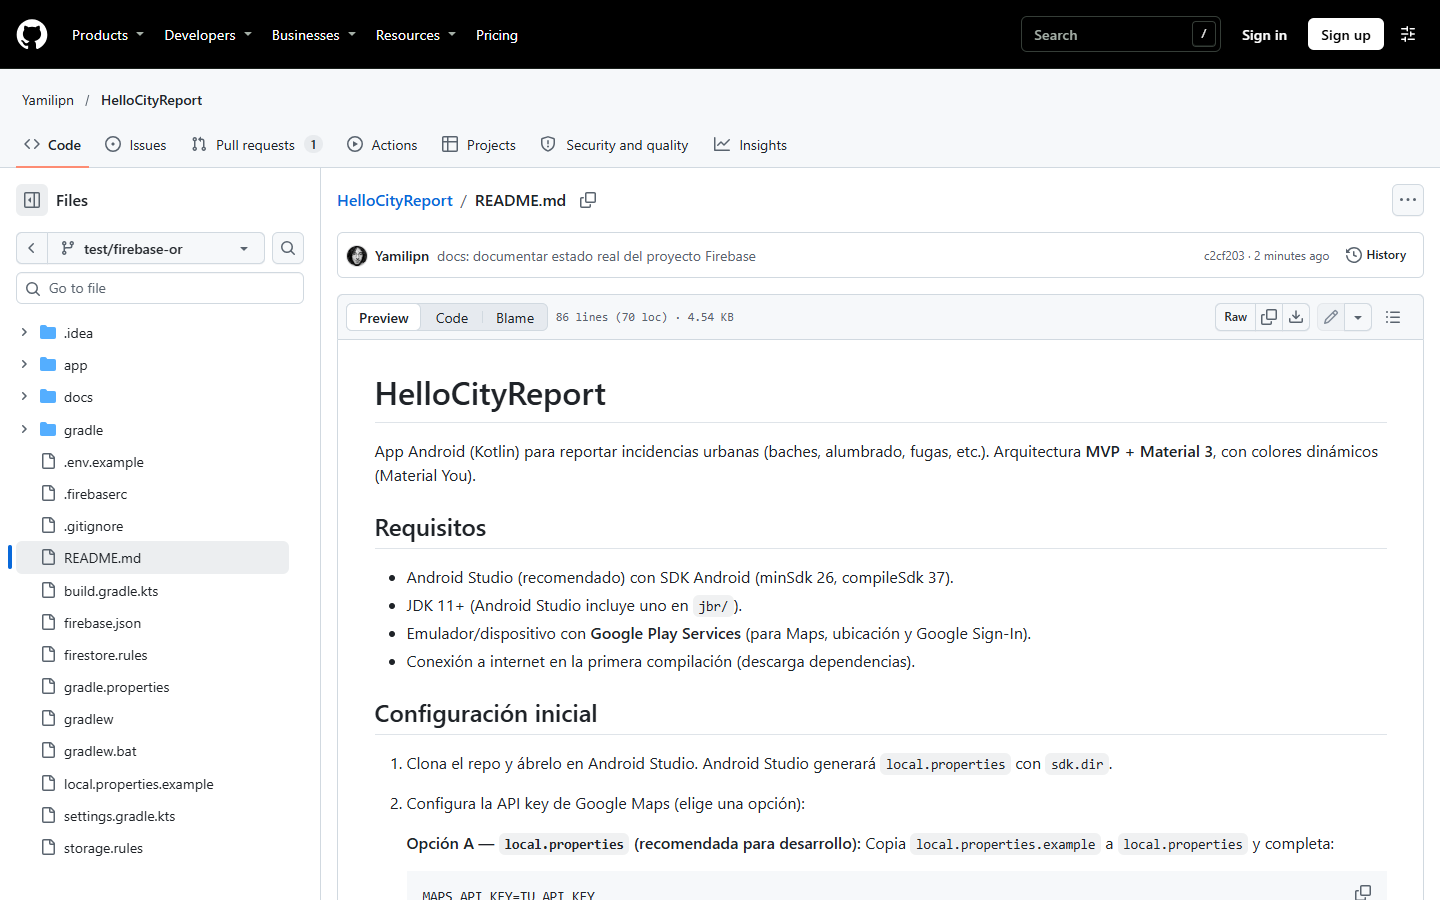 Products
Developers
Businesses
Resources
Pricing
Search
/
Sign in
Sign up
Yamilipn / HelloCityReport
Code
Issues
Pull requests 1
Actions
Projects
Security and quality
Insights
Files
test/firebase-or
Go to file
.idea
app
docs
gradle
.env.example
.firebaserc
.gitignore
README.md
build.gradle.kts
firebase.json
firestore.rules
gradle.properties
gradlew
gradlew.bat
local.properties.example
settings.gradle.kts
storage.rules
HelloCityReport / README.md
Yamilipn docs: documentar estado real del proyecto Firebase
c2cf203 · 2 minutes ago
History
Preview
Code
Blame
86 lines (70 loc) · 4.54 KB
Raw
HelloCityReport
App Android (Kotlin) para reportar incidencias urbanas (baches, alumbrado, fugas, etc.). Arquitectura MVP + Material 3, con colores dinámicos
(Material You).
Requisitos
• Android Studio (recomendado) con SDK Android (minSdk 26, compileSdk 37).
• JDK 11+ (Android Studio incluye uno en jbr/ ).
• Emulador/dispositivo con Google Play Services (para Maps, ubicación y Google Sign-In).
• Conexión a internet en la primera compilación (descarga dependencias).
Configuración inicial
1. Clona el repo y ábrelo en Android Studio. Android Studio generará local.properties con sdk.dir .
2. Configura la API key de Google Maps (elige una opción):
Opción A — local.properties (recomendada para desarrollo): Copia local.properties.example a local.properties y completa:
MAPS_API_KEY=TU_API_KEY